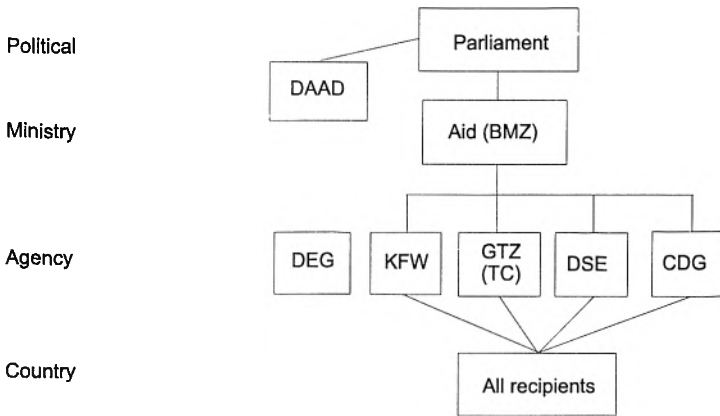 Political
Parliament
DAAD
Ministry
Aid (BMZ)
Agency
DEG
KFW
GTZ
(TC)
DSE
CDG
Country
All recipients